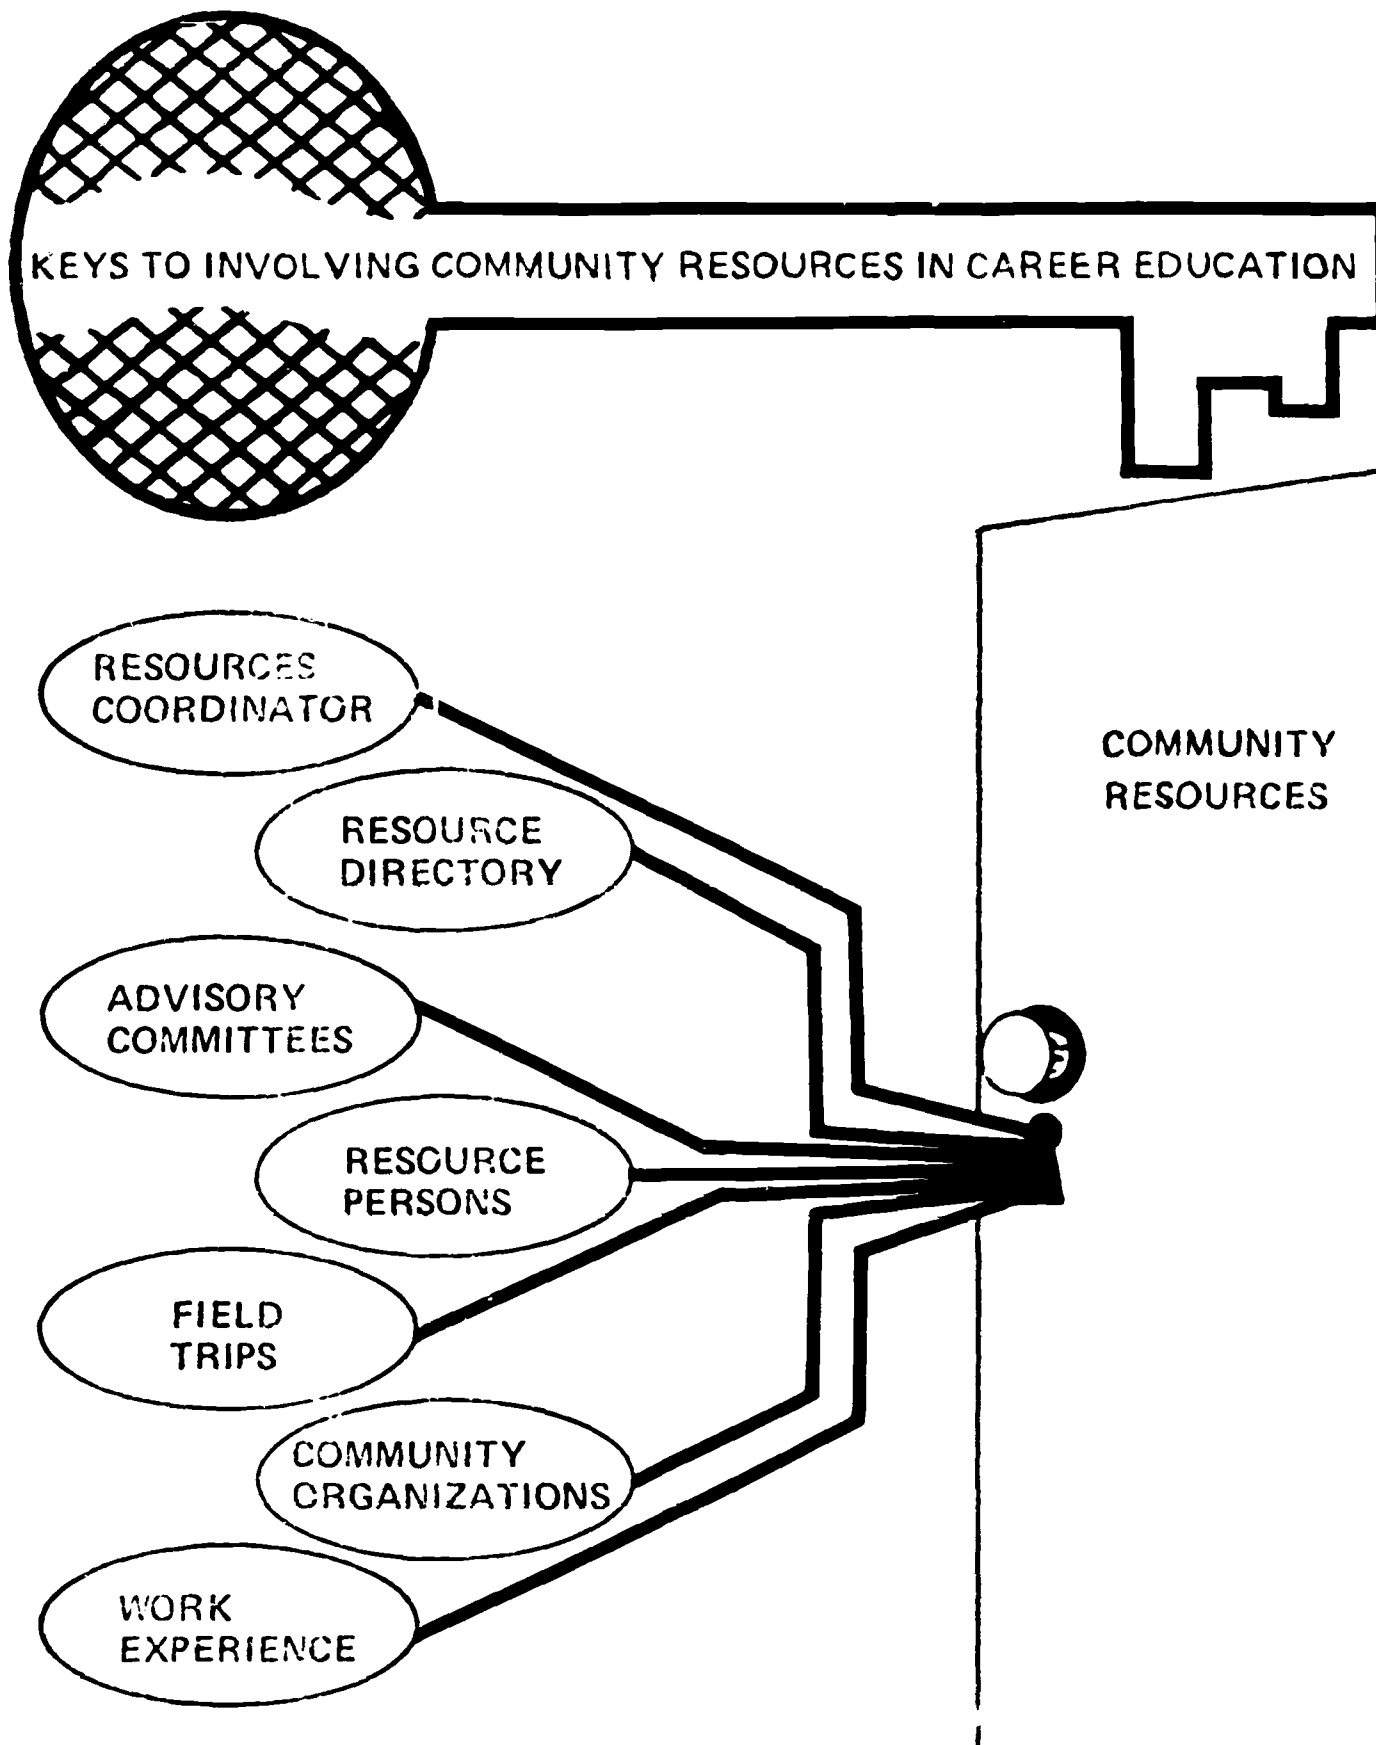 KEYS TO INVOLVING COMMUNITY RESOURCES IN CAREER EDUCATION
RESOURCES
COORDINATOR
RESOURCE
DIRECTORY
COMMUNITY
RESOURCES
ADVISORY
COMMITTEES
RESOURCE
PERSONS
FIELD
TRIPS
COMMUNITY
ORGANIZATIONS
WORK
EXPERIENCE